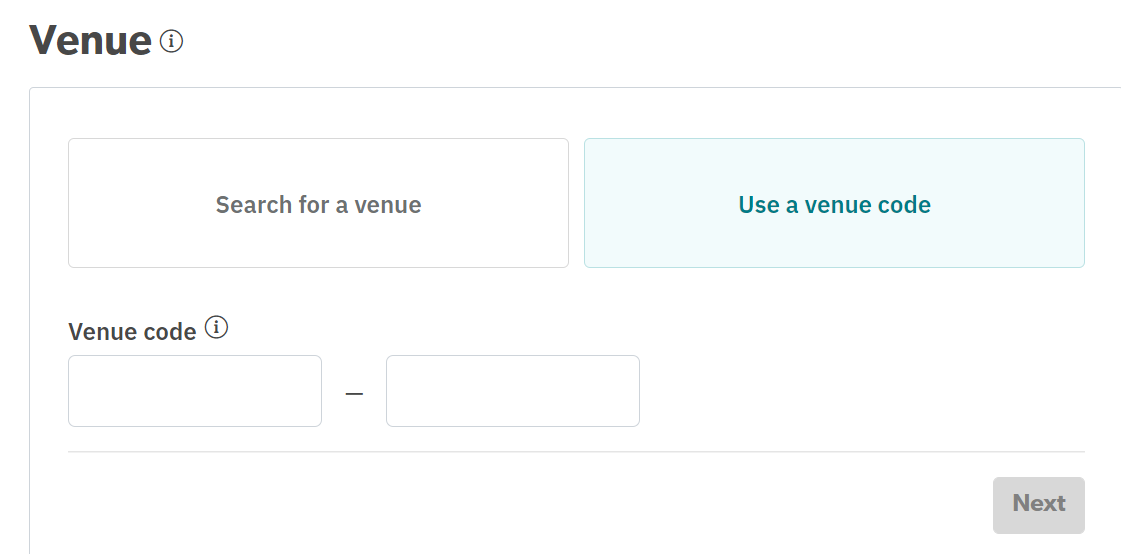 Venue
Search for a venue
Use a venue code
Venue code
–
Next